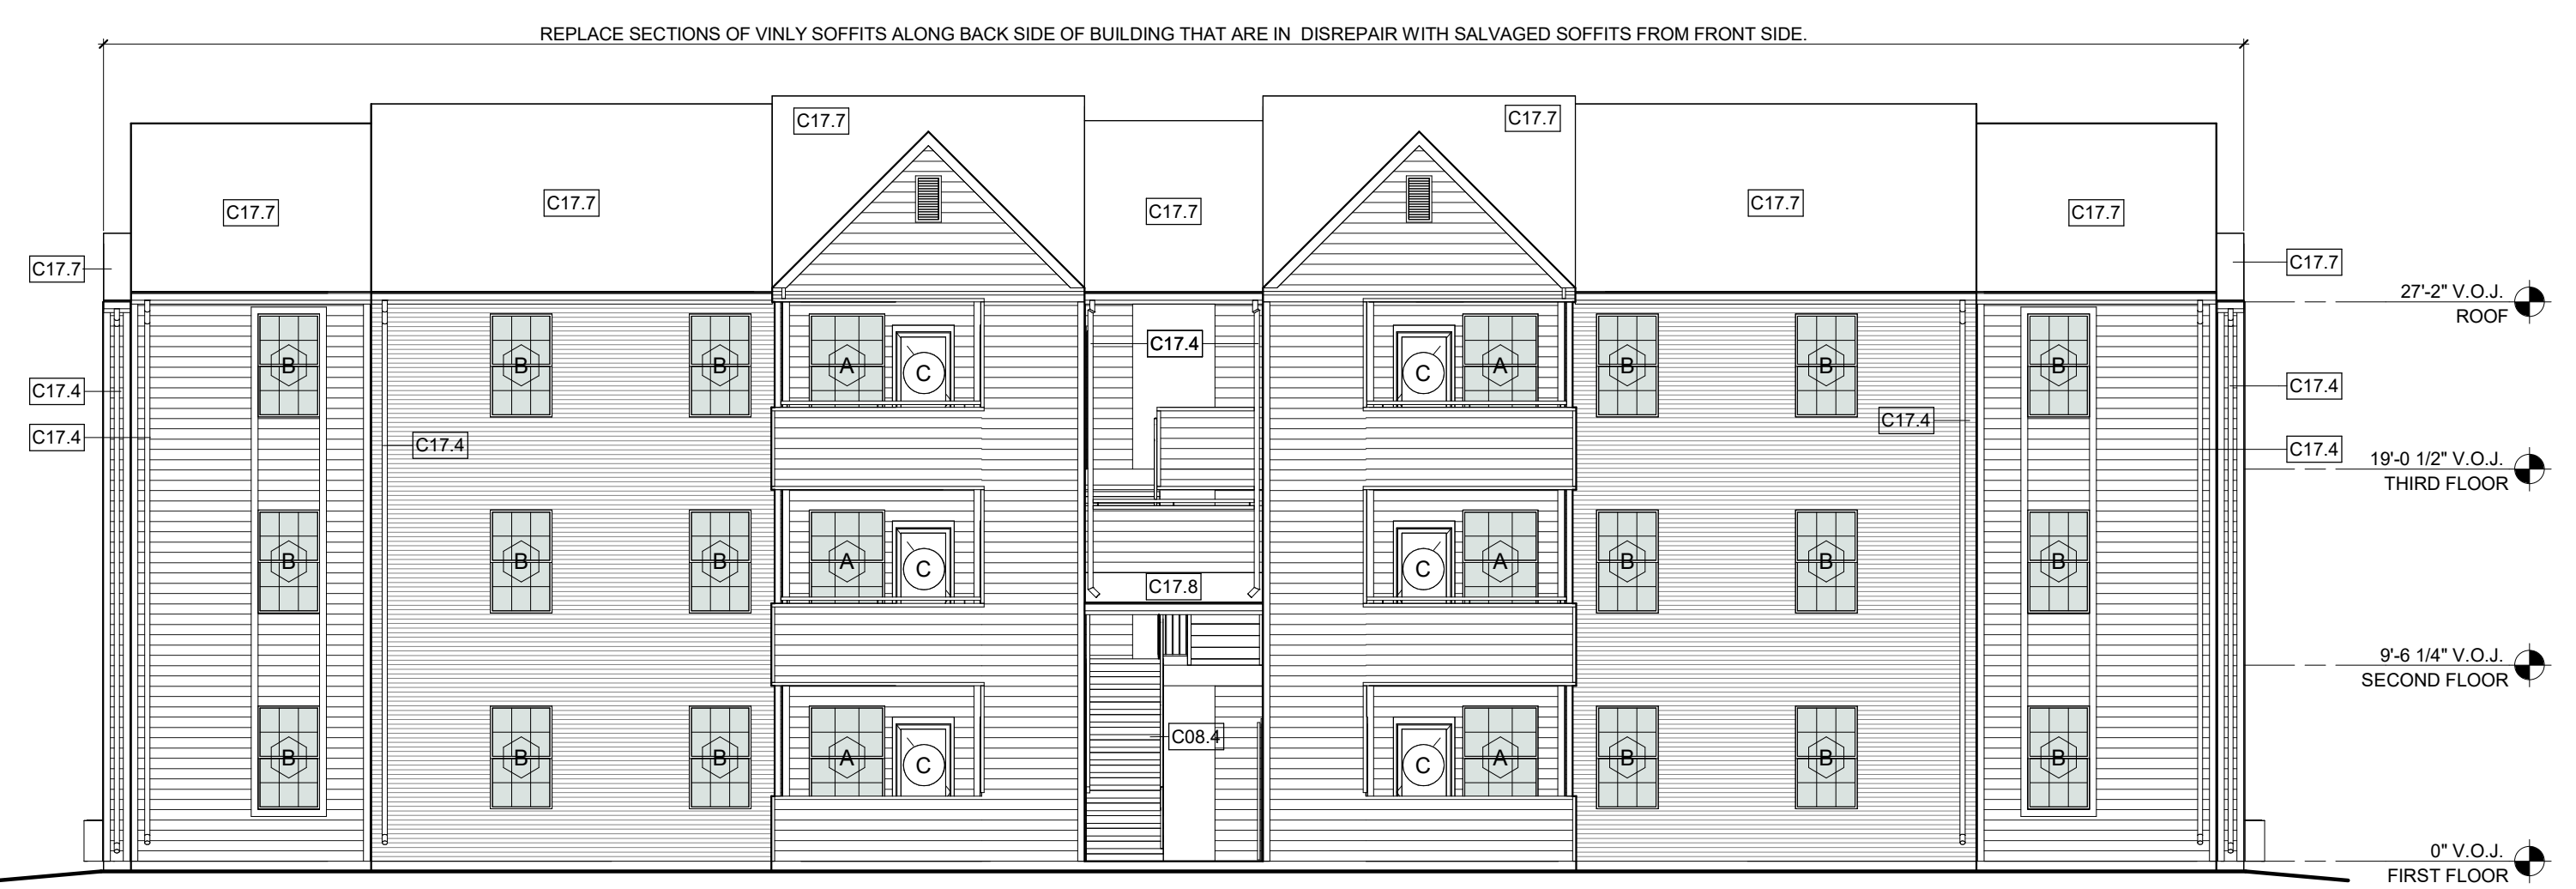 REPLACE SECTIONS OF VINLY SOFFITS ALONG BACK SIDE OF BUILDING THAT ARE IN DISREPAIR WITH SALVAGED SOFFITS FROM FRONT SIDE.
C17.7
C17.7
C17.7
C17.7
C17.7
C17.7
C17.7
C17.7
C17.7
27'-2" V.O.J.
ROOF
C17.4
B
B
B
A
C
C
A
B
B
B
C17.4
C17.4
C17.4
C17.4
C17.4
C17.4
C17.4
19'-0 1/2" V.O.J.
THIRD FLOOR
B
B
B
A
C
C
A
B
B
B
C17.8
9'-6 1/4" V.O.J.
SECOND FLOOR
C08.4
B
B
B
A
C
C
A
B
B
B
0" V.O.J.
FIRST FLOOR